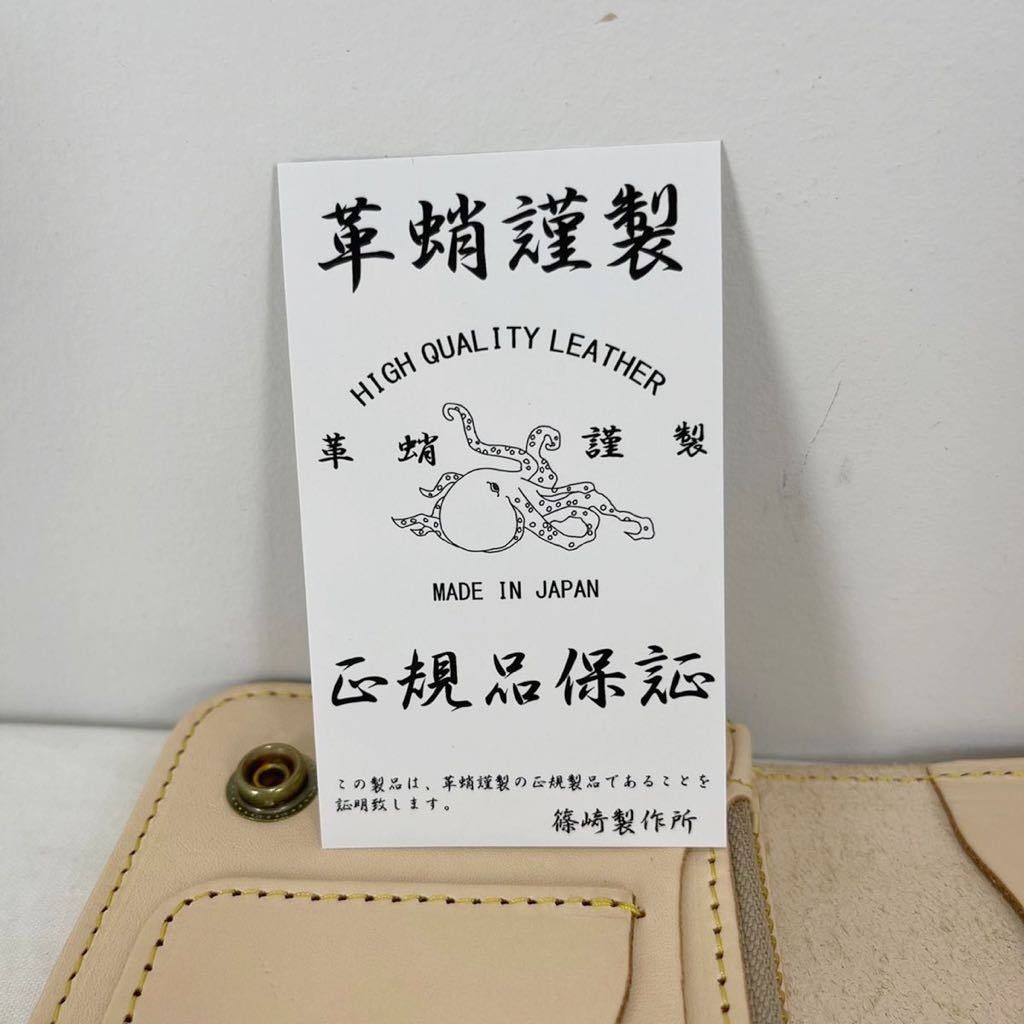 革蛸謹製
HIGH QUALITY LEATHER
革 蛸 謹 製
MADE IN JAPAN
正規品保証
この製品は、革蛸謹製の正規製品であることを
証明致します。
篠崎製作所